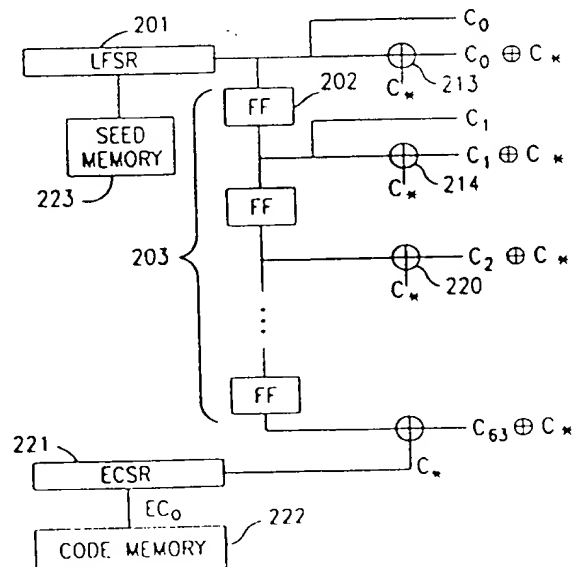 201
C₀
LFSR
C₀ ⊕ C*
202
C*
213
FF
C₁
SEED
MEMORY
C₁ ⊕ C*
223
C*
214
FF
203
C₂ ⊕ C*
C*
220
FF
221
C₆₃ ⊕ C*
ECSR
C*
EC₀
222
CODE MEMORY